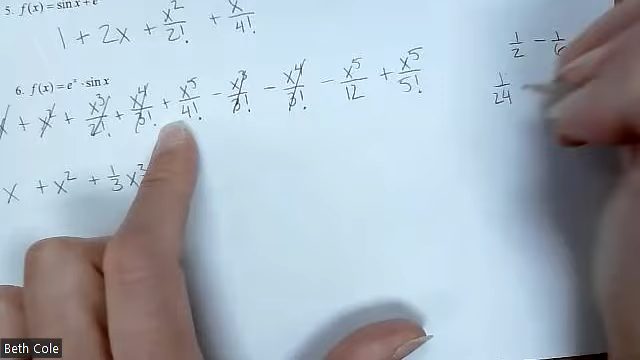 5. f(x) = sin x + e
1 + 2x + x²/2! + x/4!
6. f(x) = eˣ · sin x
x + x² + x³/2! + x⁴/3! + x⁵/4! - x³/3! - x⁴/3! - x⁵/12 + x⁵/5!
x + x² + 1/3 x³
1/2 - 1/6
1/24 -
Beth Cole